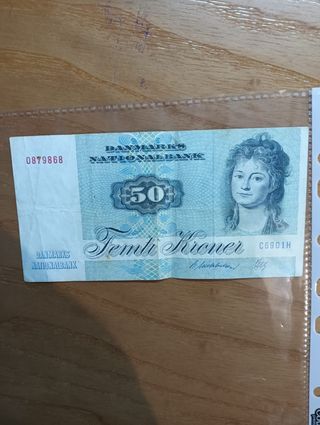 DANMARKS
NATIONALBANK
0879868
50
Femti Kroner
C6901H
DANMARKS
NATIONALBANK